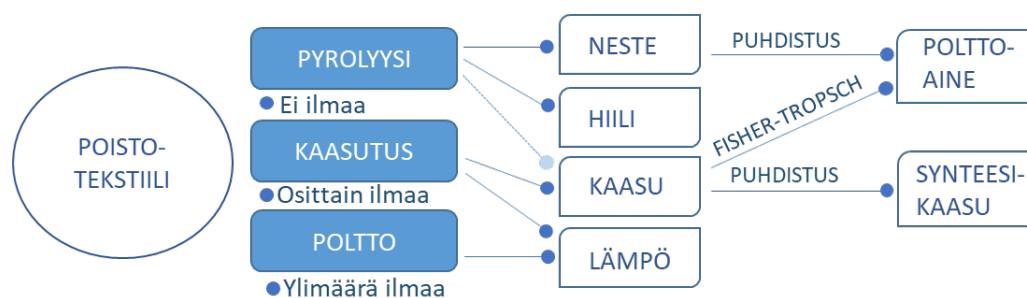 POISTO-
TEKSTIILI
PYROLYYSI
Ei ilmaa
KAASUTUS
Osittain ilmaa
POLTTO
Ylimäärä ilmaa
NESTE
HIILI
KAASU
LÄMPÖ
PUHDISTUS
FISHER-TROPSCH
PUHDISTUS
POLTTO-
AINE
SYNTEESI-
KAASU